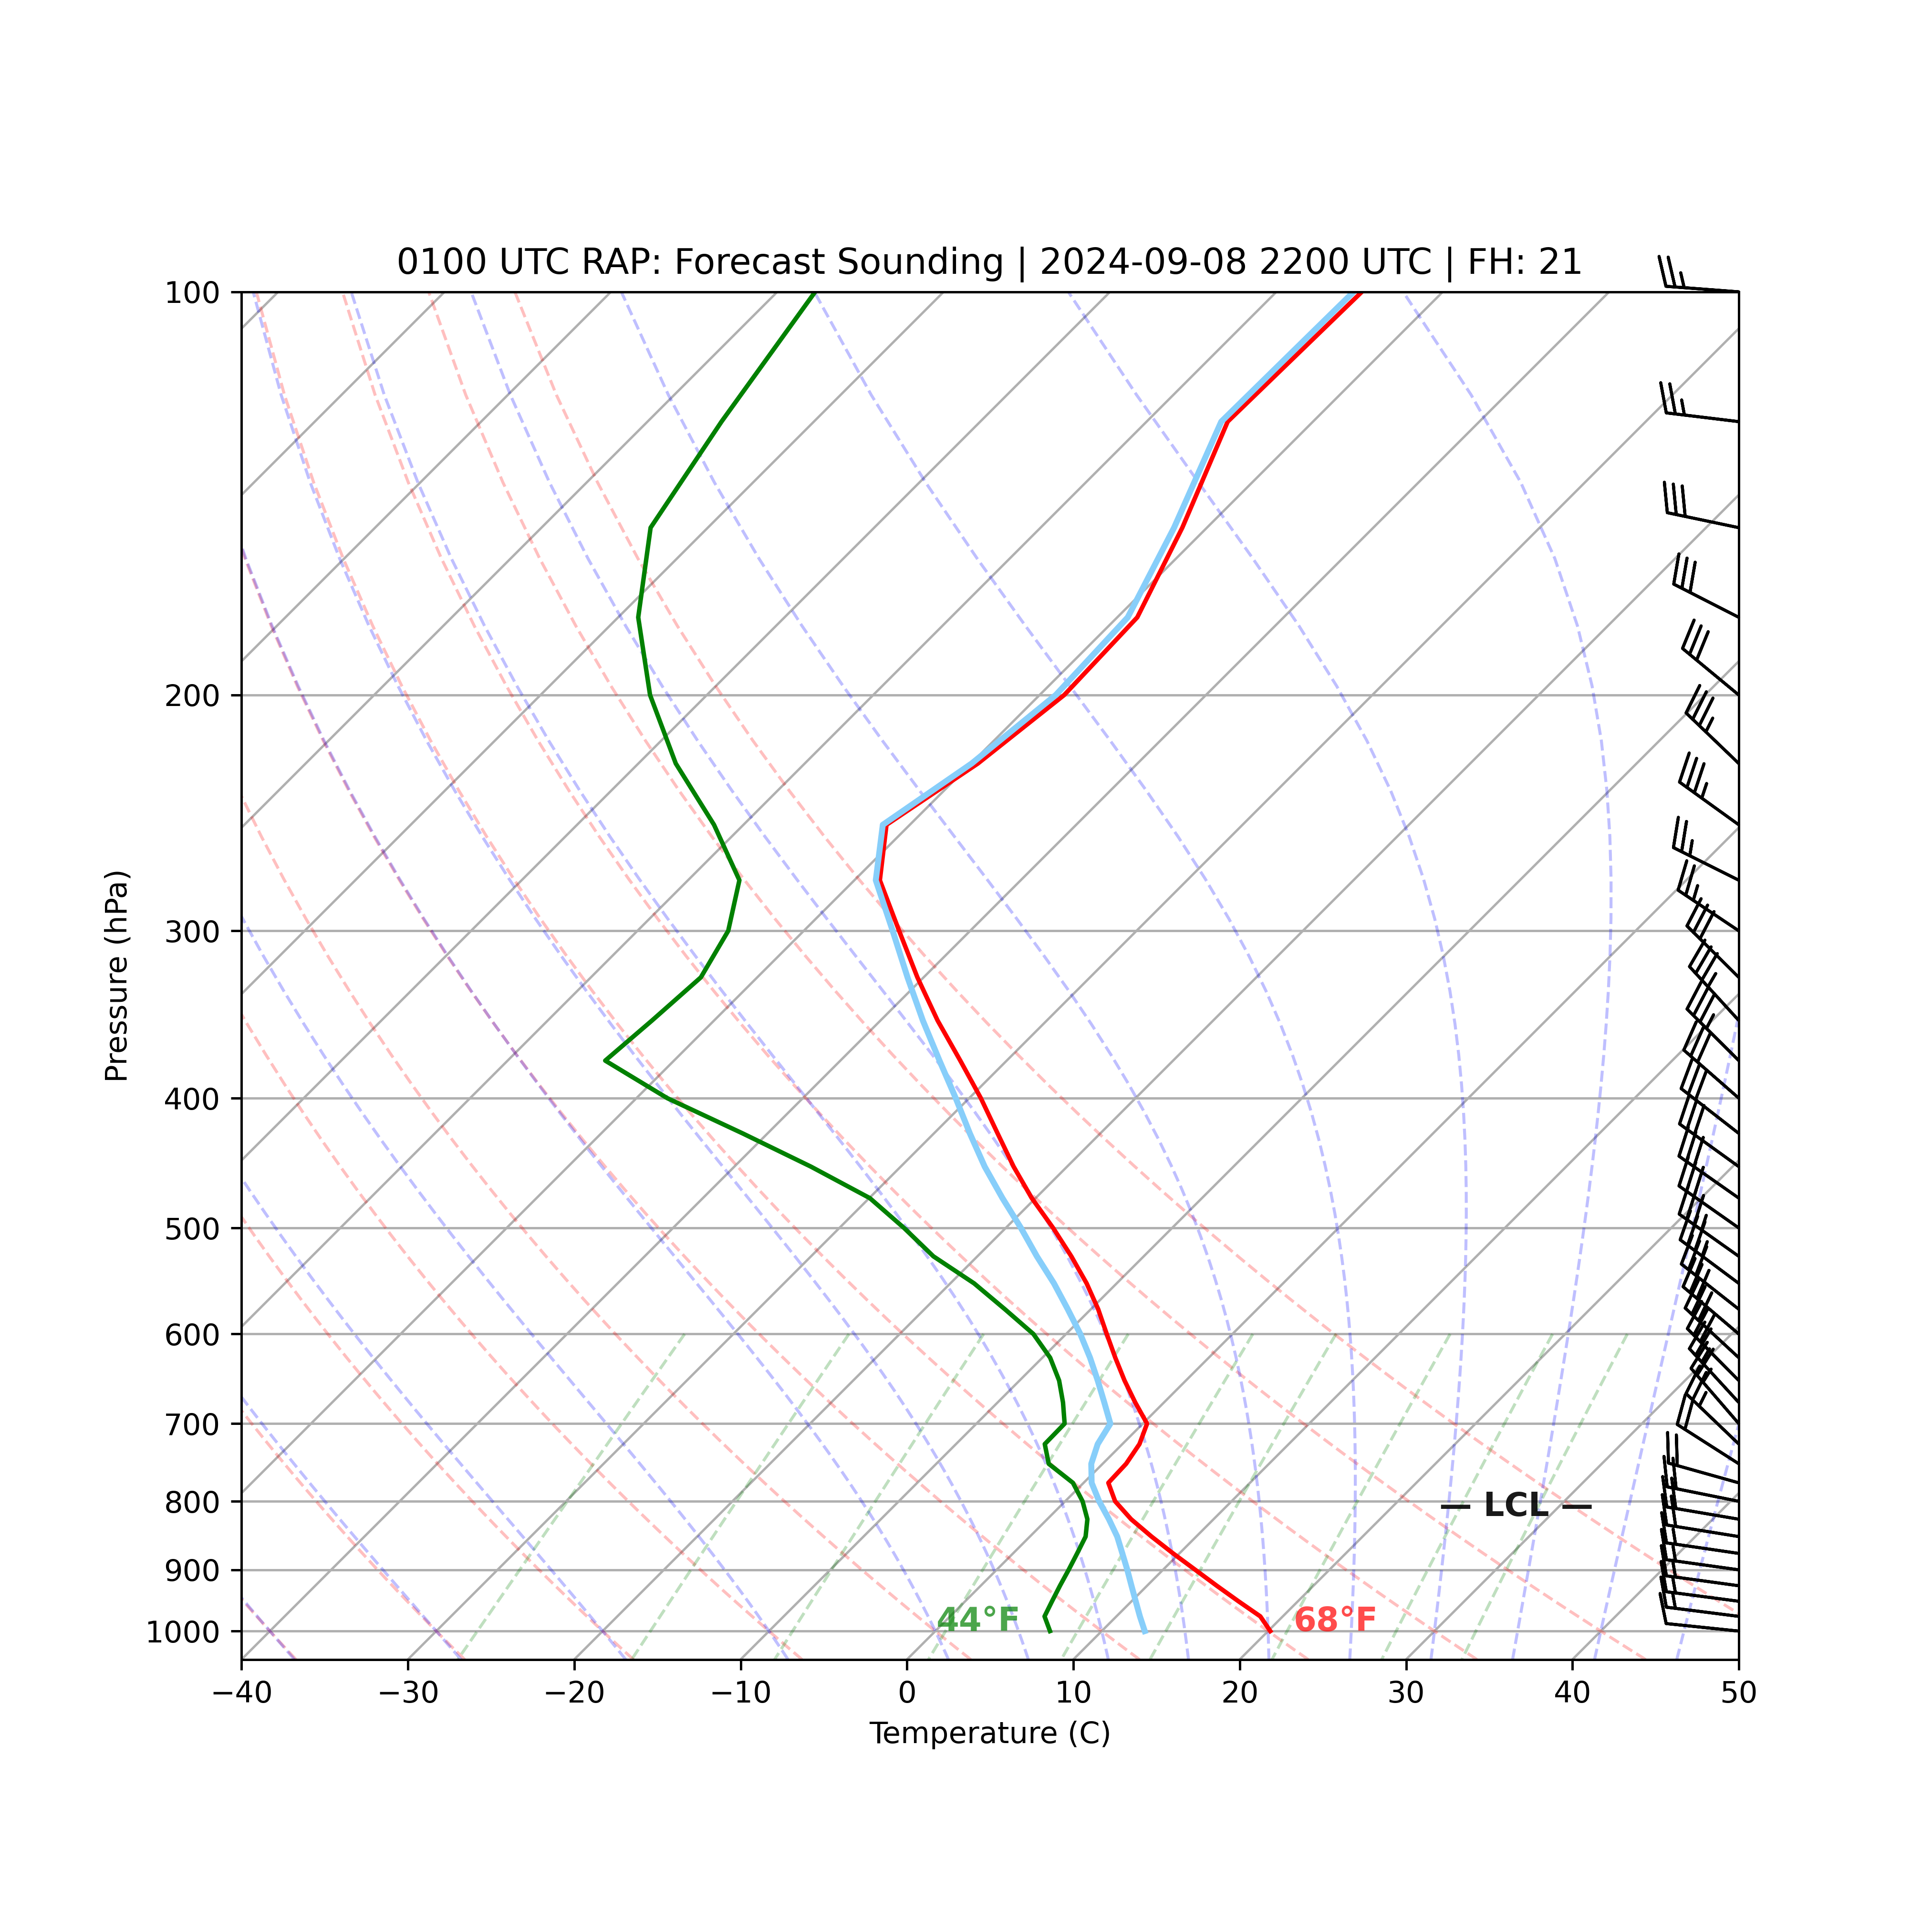 0100 UTC RAP: Forecast Sounding | 2024-09-08 2200 UTC | FH: 21
100
200
300
400
500
600
700
800
900
1000
Pressure (hPa)
— LCL —
44°F
68°F
−40 −30 −20 −10 0 10 20 30 40 50
Temperature (C)